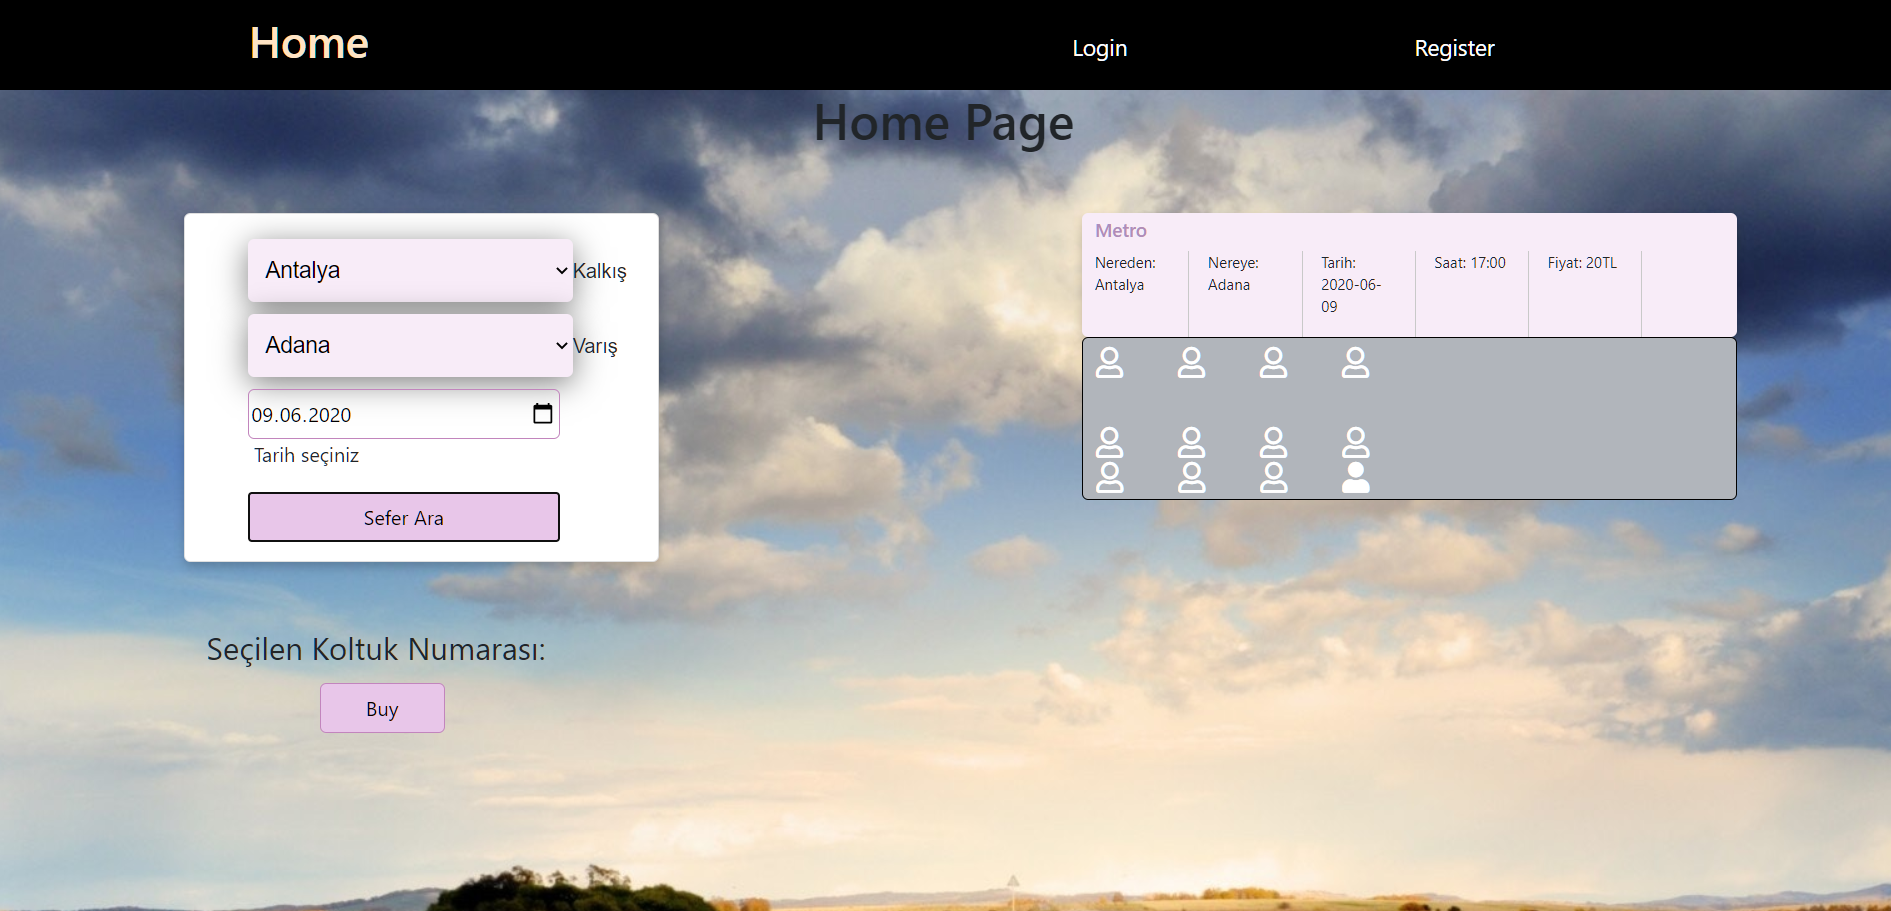 Home
Login
Register
Home Page
Antalya
Kalkış
Adana
Varış
09.06.2020
Tarih seçiniz
Sefer Ara
Metro
Nereden:
Antalya
Nereye:
Adana
Tarih:
2020-06-
09
Saat: 17:00
Fiyat: 20TL
Seçilen Koltuk Numarası:
Buy